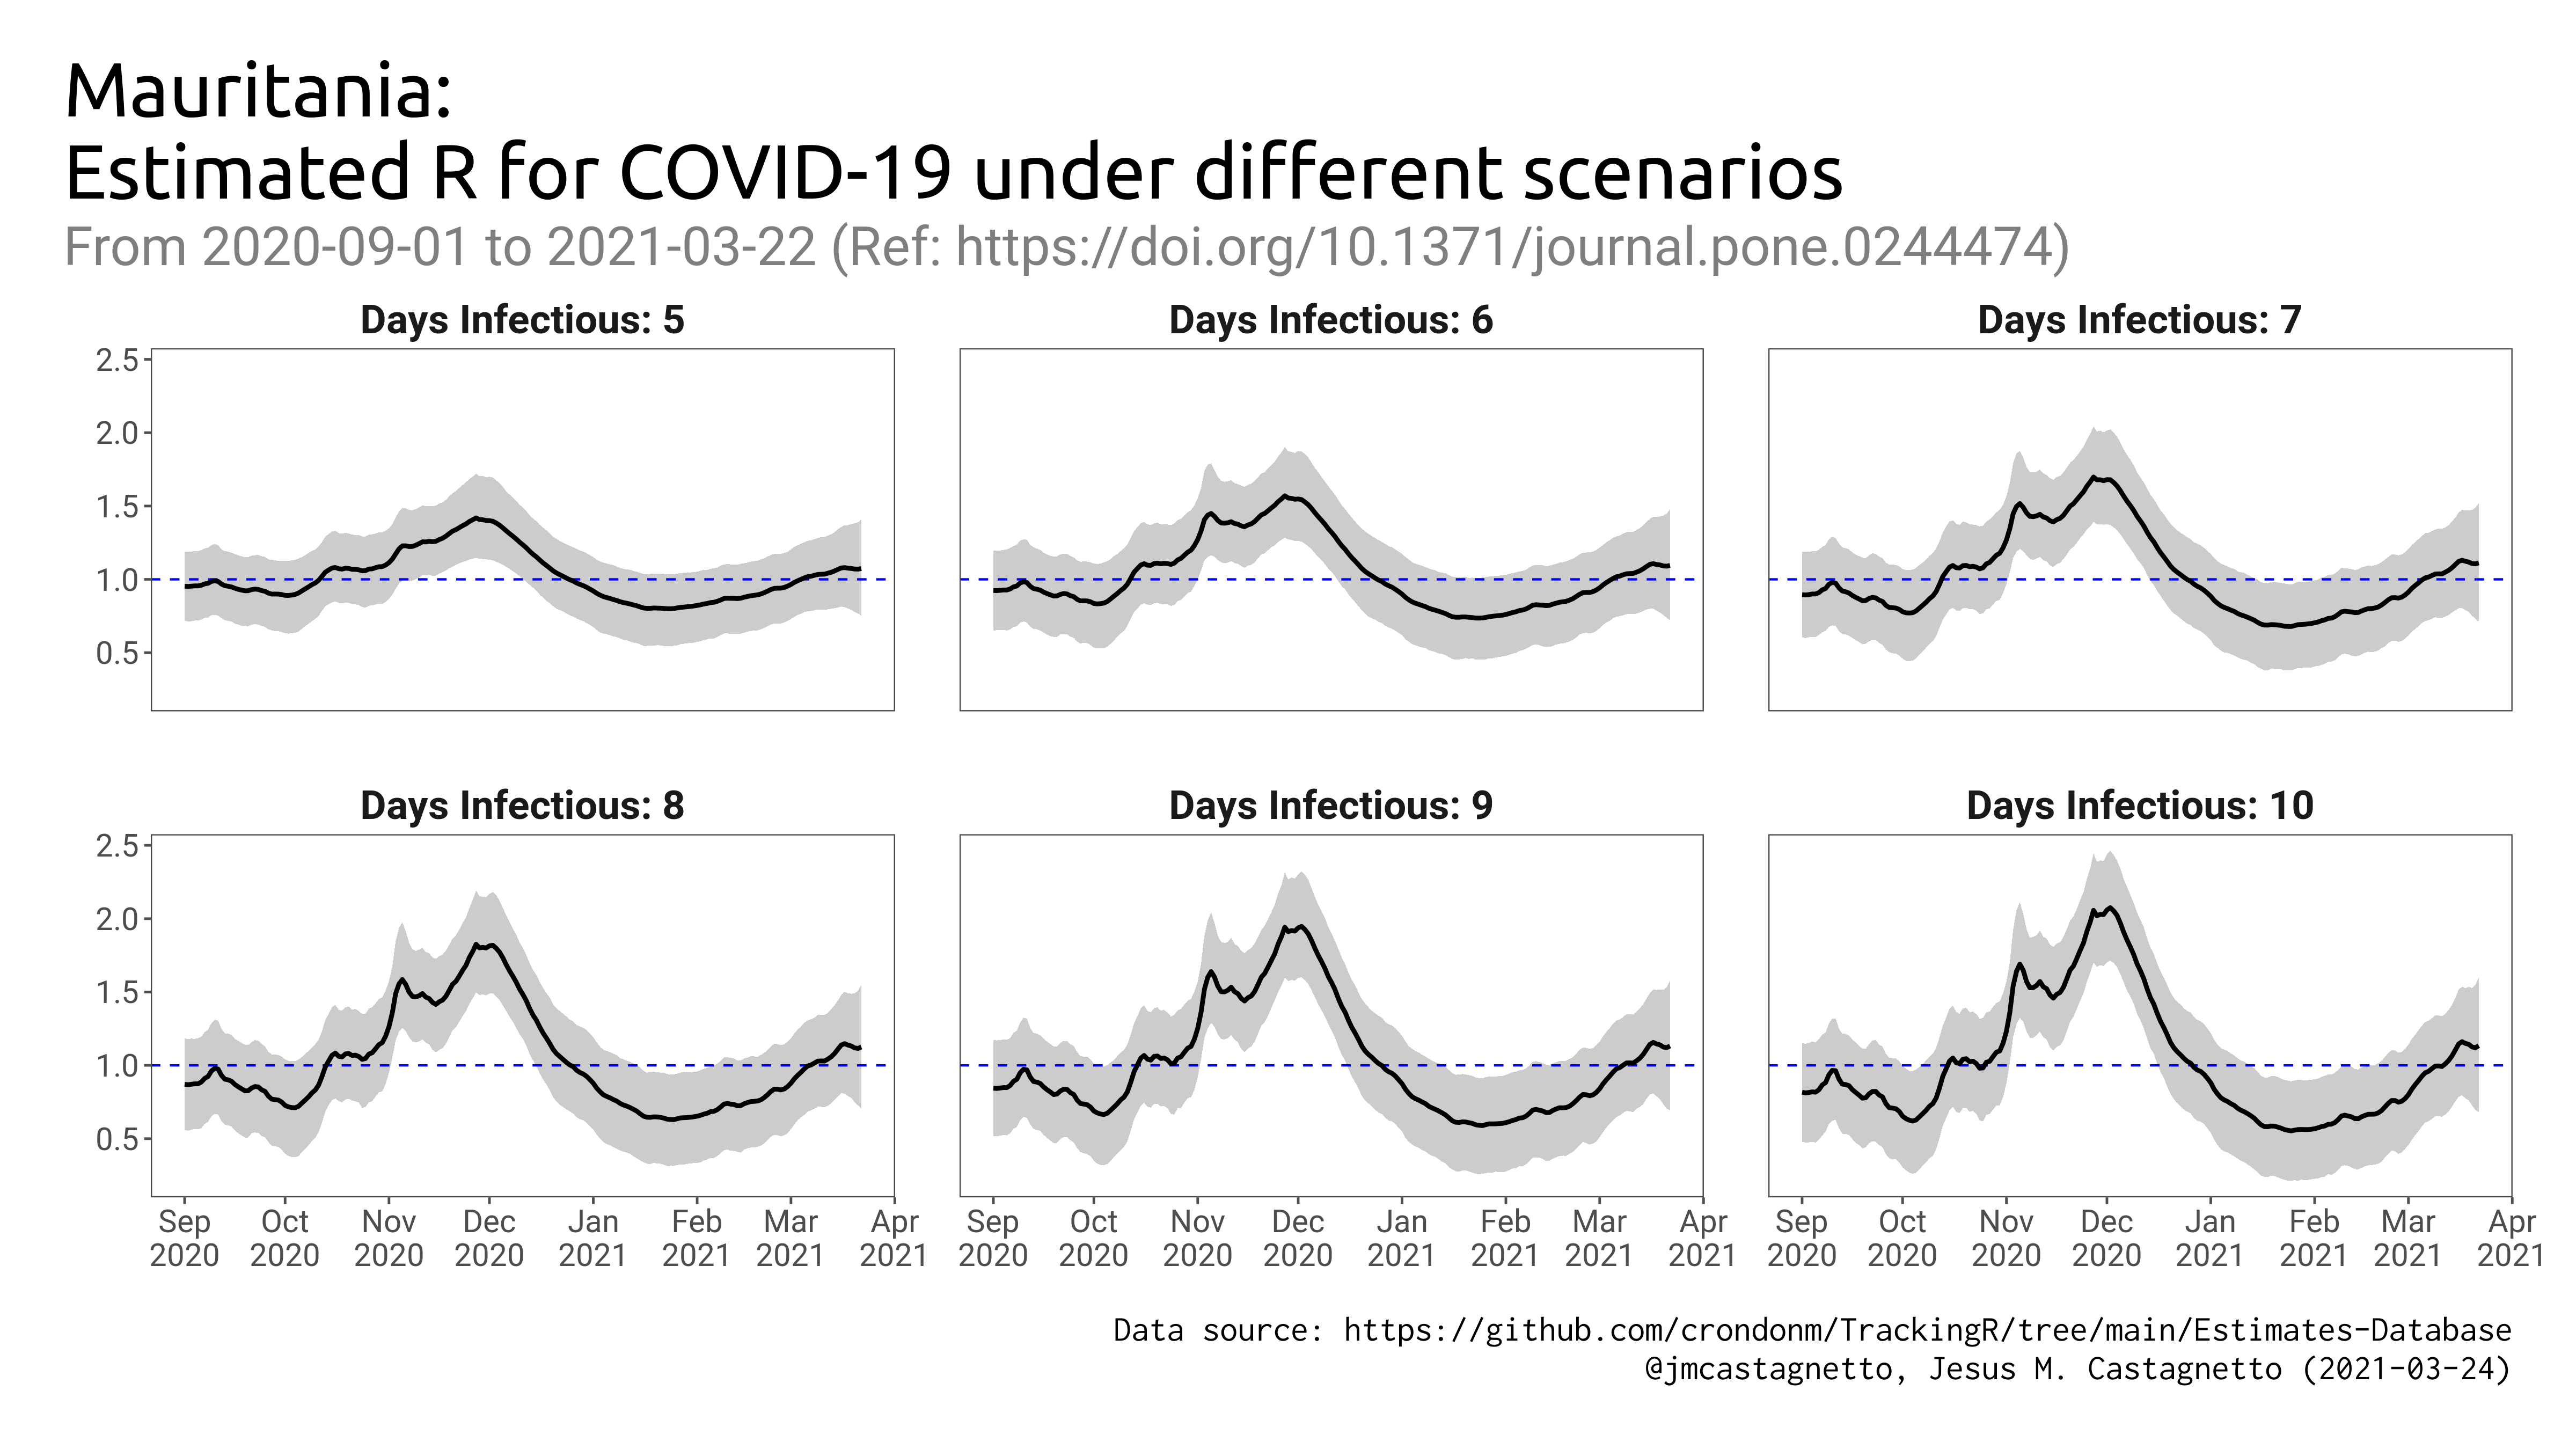 Mauritania:
Estimated R for COVID-19 under different scenarios
From 2020-09-01 to 2021-03-22 (Ref: https://doi.org/10.1371/journal.pone.0244474)
Days Infectious: 5
Days Infectious: 6
Days Infectious: 7
2.5
2.0
1.5
1.0
0.5
Days Infectious: 8
Days Infectious: 9
Days Infectious: 10
2.5
2.0
1.5
1.0
0.5
Sep Oct Nov Dec Jan Feb Mar Apr
2020 2020 2020 2020 2021 2021 2021 2021
Sep Oct Nov Dec Jan Feb Mar Apr
2020 2020 2020 2020 2021 2021 2021 2021
Sep Oct Nov Dec Jan Feb Mar Apr
2020 2020 2020 2020 2021 2021 2021 2021
Data source: https://github.com/crondonm/TrackingR/tree/main/Estimates-Database
@jmcastagnetto, Jesus M. Castagnetto (2021-03-24)